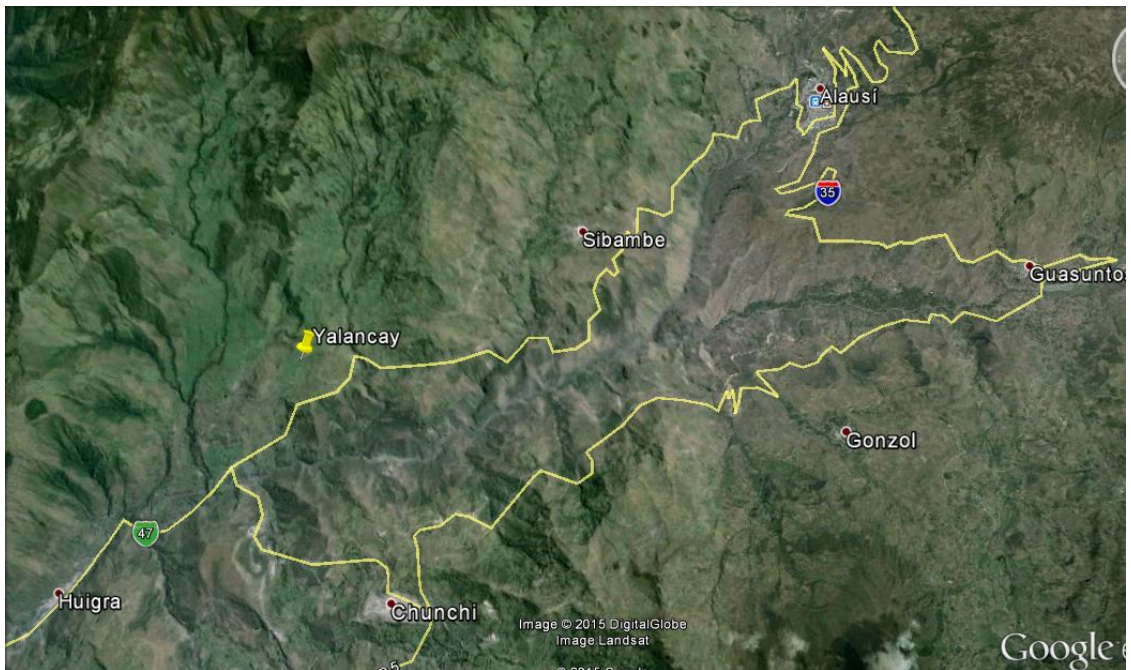 Alausí
35
Sibambe
Guasuntos
Yalancay
Gonzol
47
Huigra
Chunchi
Image © 2015 DigitalGlobe
Image Landsat
Google